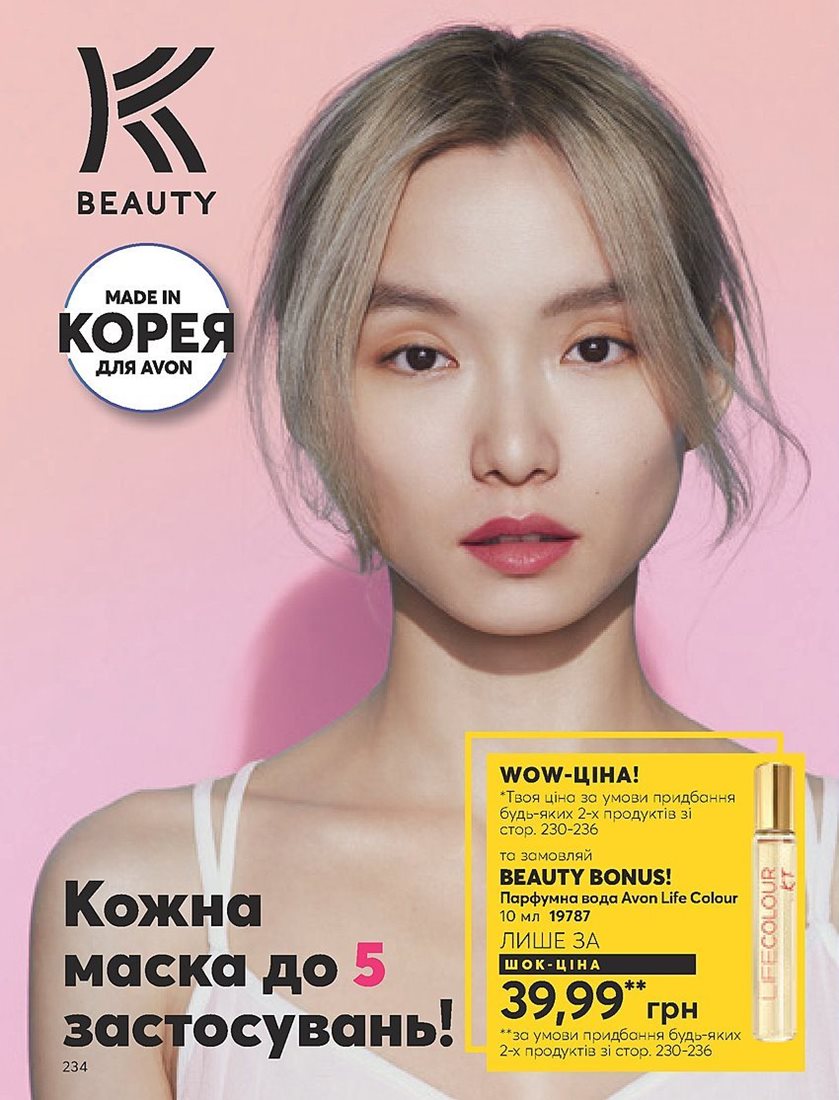 K
BEAUTY
MADE IN
КОРЕЯ
ДЛЯ AVON
Кожна
маска до 5
застосувань!
234
WOW-ЦІНА!
*Твоя ціна за умови придбання
будь-яких 2-х продуктів зі
стор. 230-236
та замовляй
BEAUTY BONUS!
Парфумна вода Avon Life Colour
10 мл 19787
ЛИШЕ ЗА
ШОК-ЦІНА
39,99** грн
**за умови придбання будь-яких
2-х продуктів зі стор. 230-236
LIFECOLOUR
KT